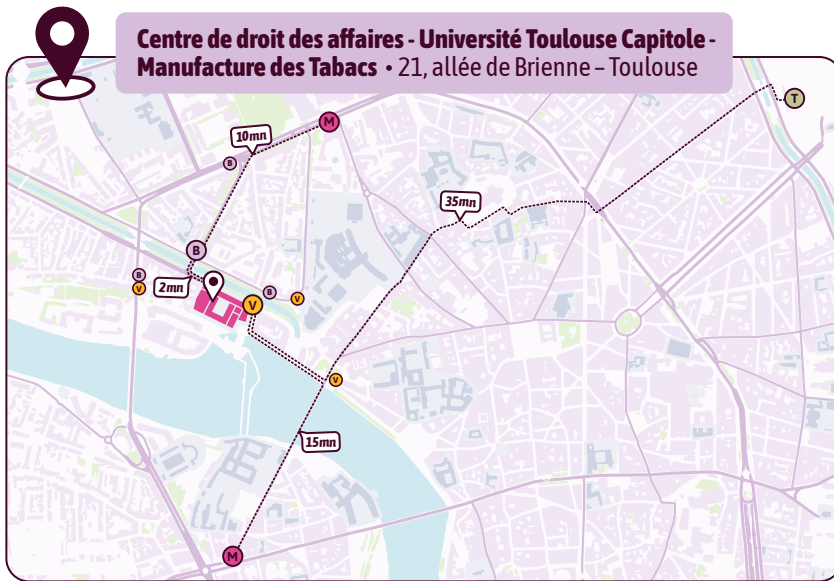 Centre de droit des affaires - Université Toulouse Capitole -
Manufacture des Tabacs • 21, allée de Brienne – Toulouse
T
M
10mn
B
35mn
B
B
2mn
V
B
V
V
V
15mn
M